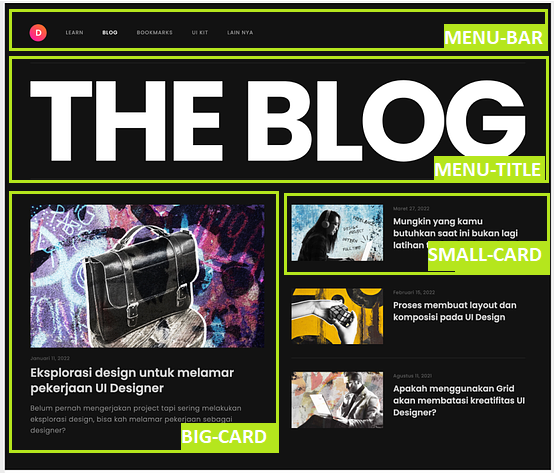 D
LEARN
BLOG
BOOKMARKS
UI KIT
LAIN NYA
MENU-BAR
THE BLOG
MENU-TITLE
Januari 11, 2022
Eksplorasi design untuk melamar
pekerjaan UI Designer
Belum pernah mengerjakan project tapi sering melakukan
eksplorasi design, bisa kah melamar pekerjaan sebagai
designer?
BIG-CARD
Maret 27, 2022
Mungkin yang kamu
butuhkan saat ini bukan lagi
latihan
SMALL-CARD
Februari 15, 2022
Proses membuat layout dan
komposisi pada UI Design
Agustus 11, 2021
Apakah menggunakan Grid
akan membatasi kreatifitas UI
Designer?